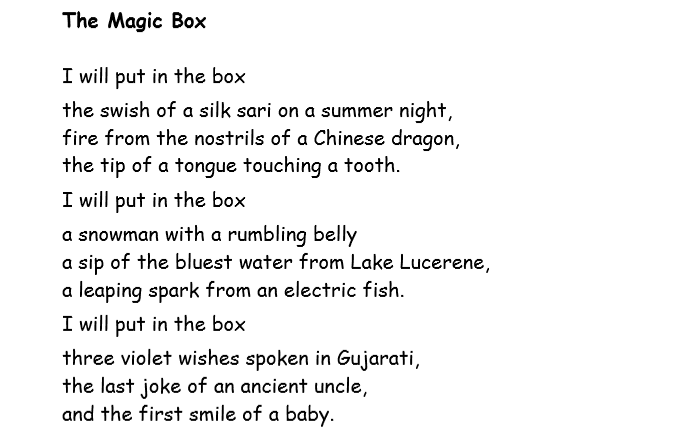 The Magic Box
I will put in the box
the swish of a silk sari on a summer night,
fire from the nostrils of a Chinese dragon,
the tip of a tongue touching a tooth.
I will put in the box
a snowman with a rumbling belly
a sip of the bluest water from Lake Lucerene,
a leaping spark from an electric fish.
I will put in the box
three violet wishes spoken in Gujarati,
the last joke of an ancient uncle,
and the first smile of a baby.